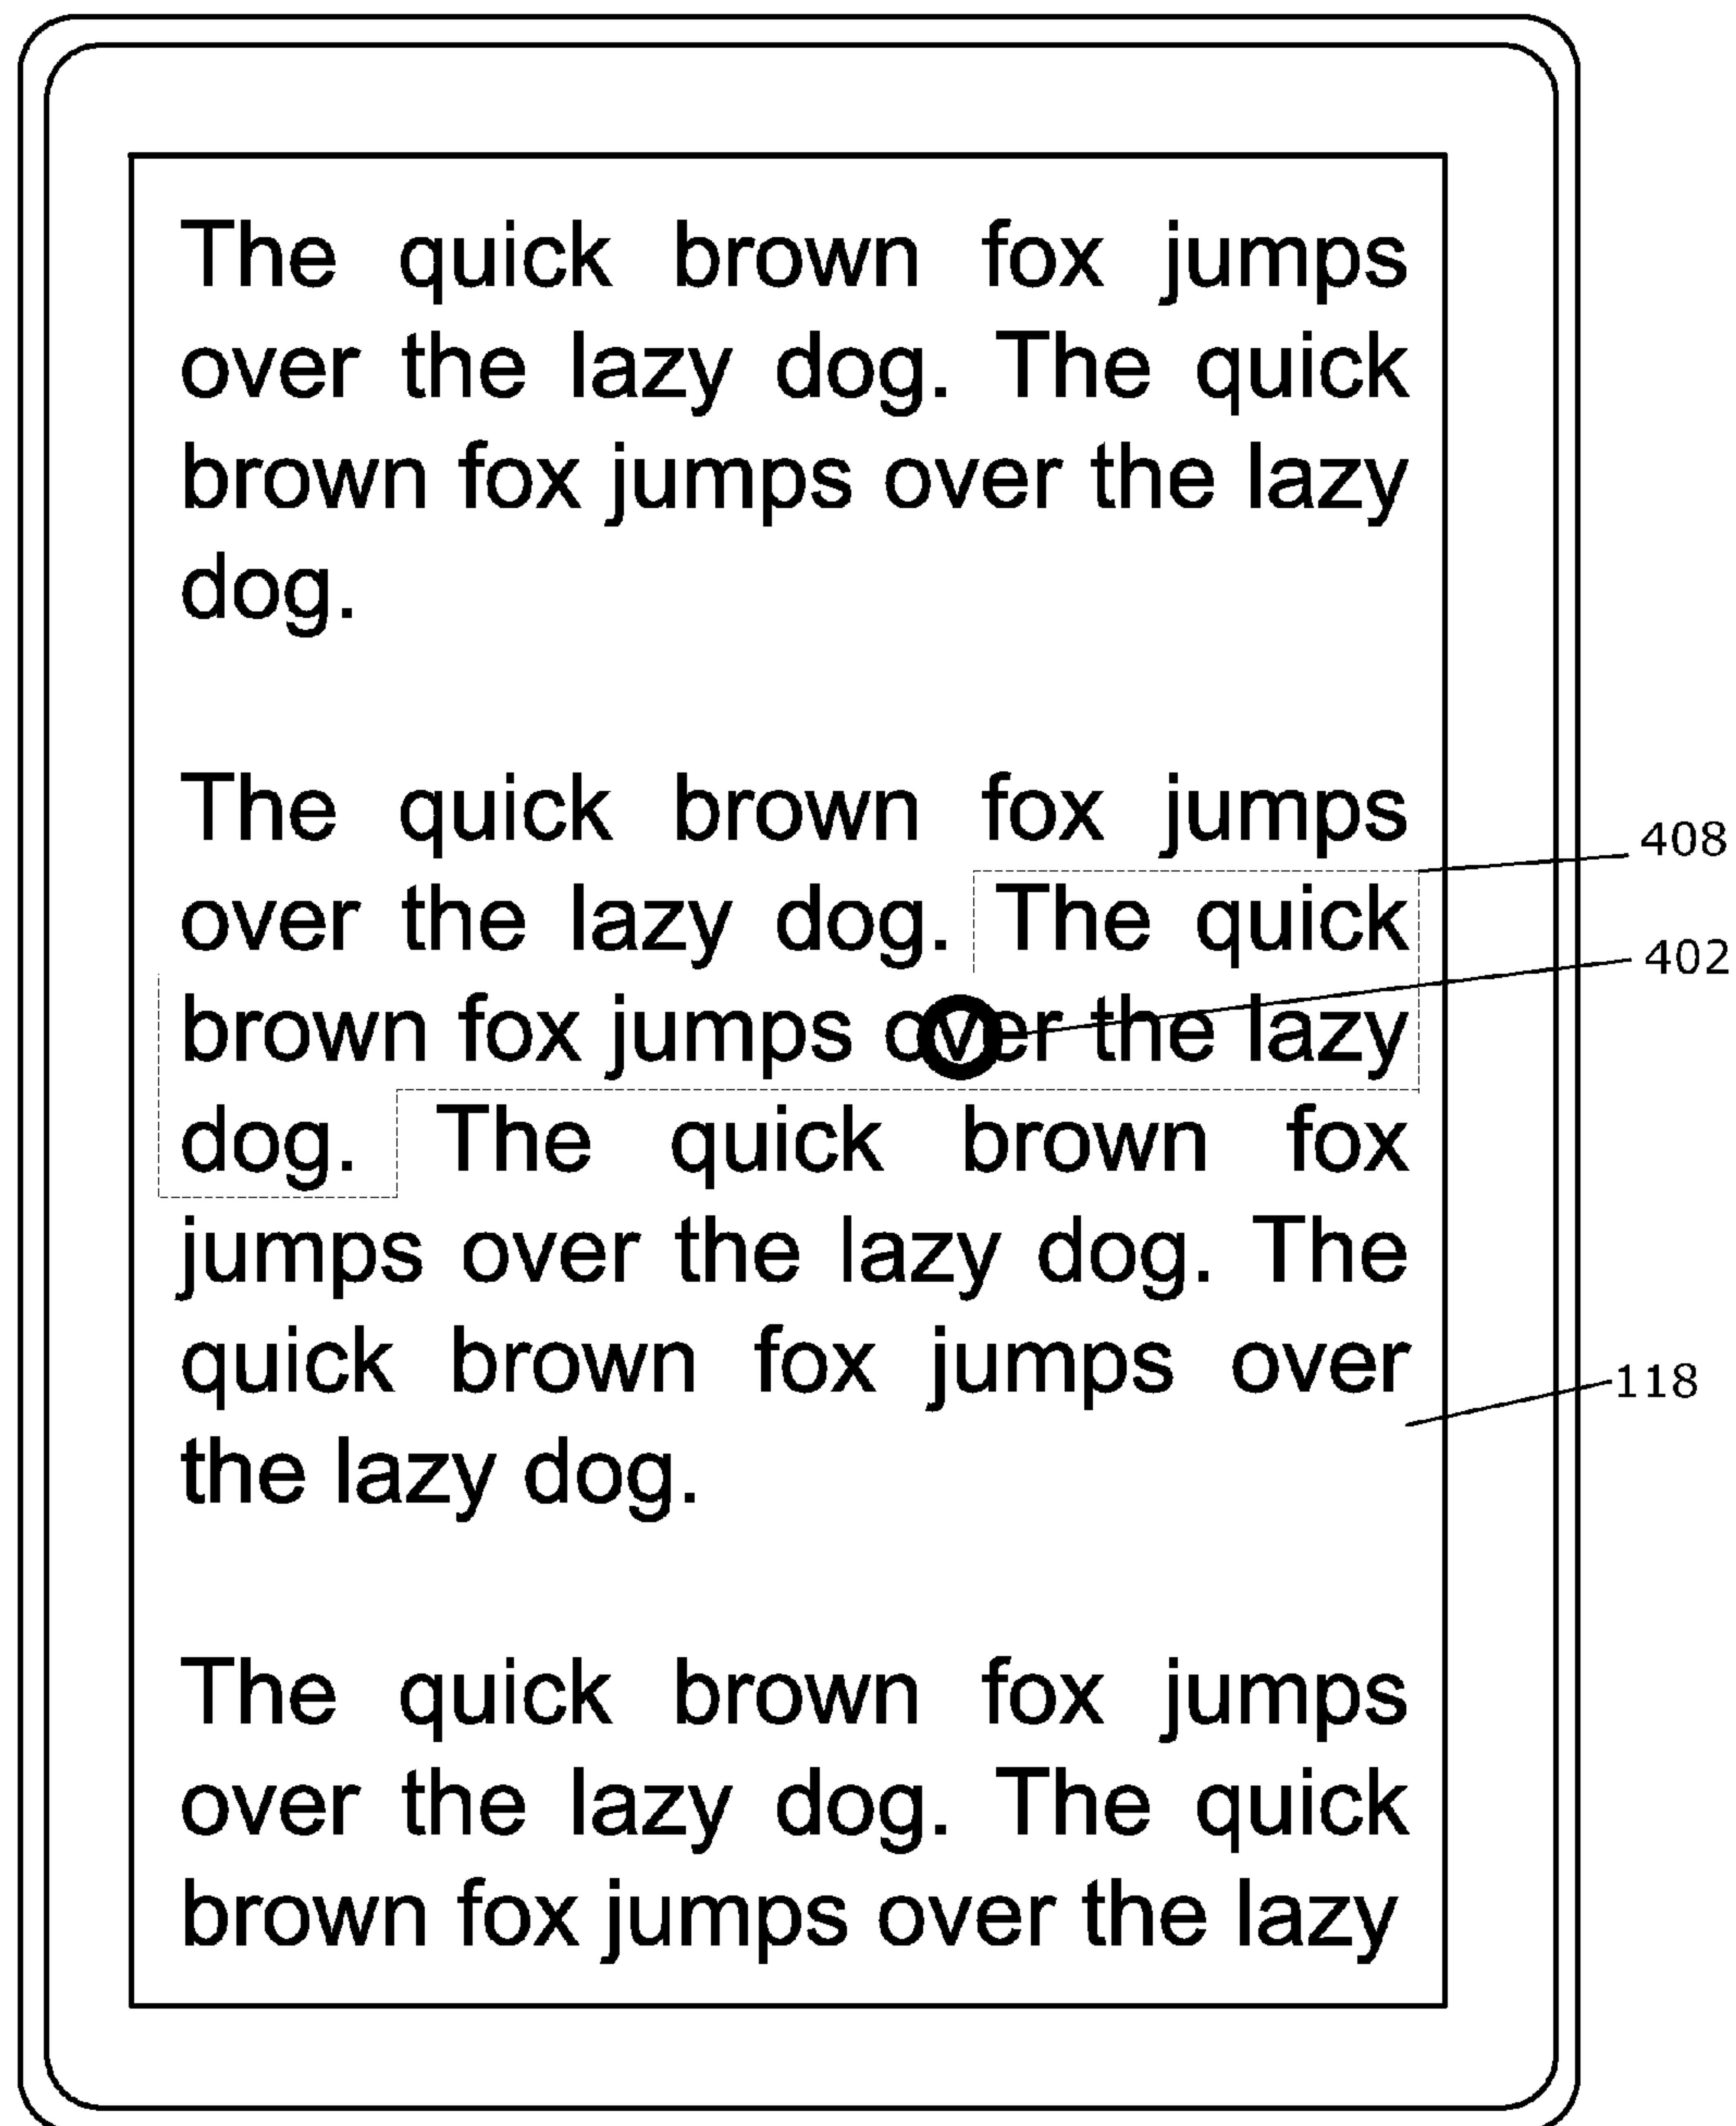 The quick brown fox jumps
over the lazy dog. The quick
brown fox jumps over the lazy
dog.
The quick brown fox jumps
408
over the lazy dog. The quick
402
brown fox jumps over the lazy
dog. The quick brown fox
jumps over the lazy dog. The
quick brown fox jumps over
118
the lazy dog.
The quick brown fox jumps
over the lazy dog. The quick
brown fox jumps over the lazy